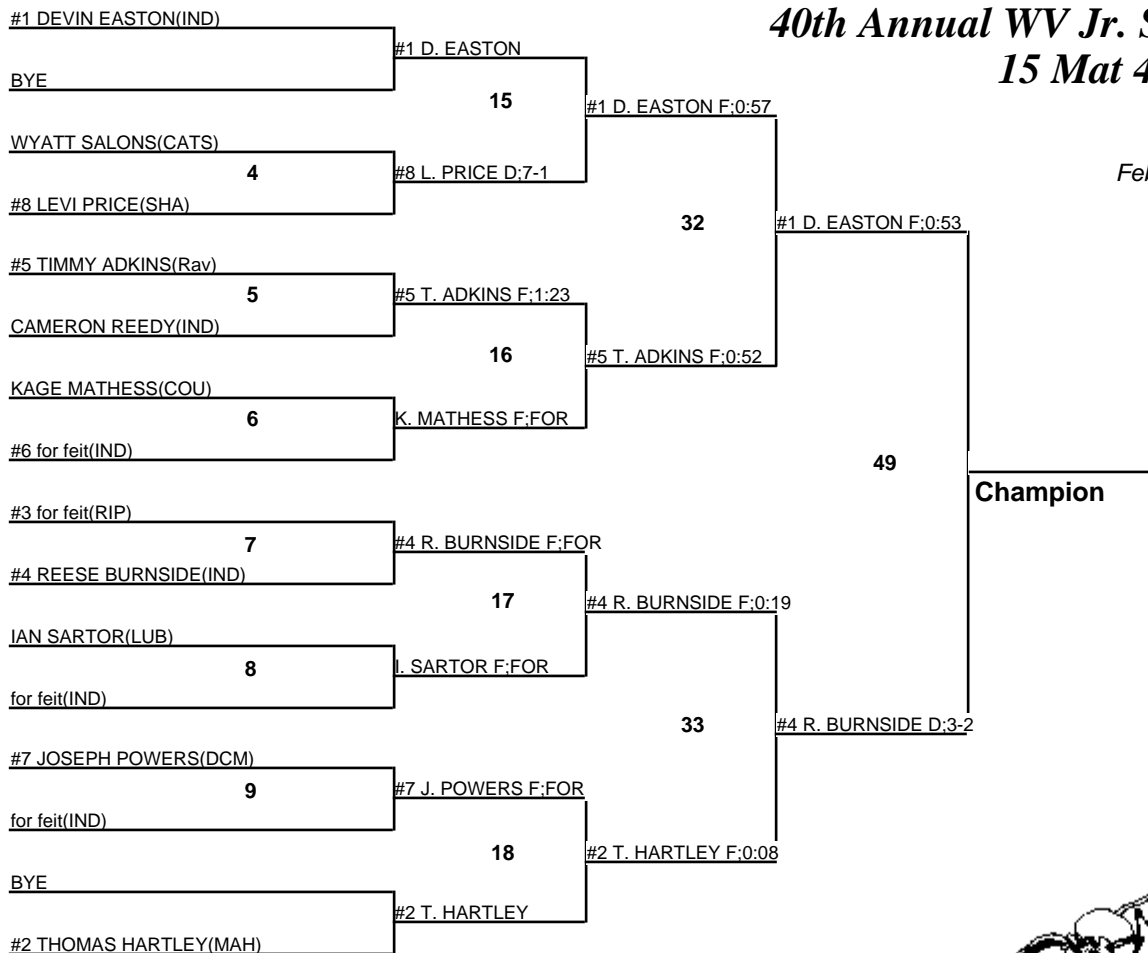 40th Annual WV Jr. S
15 Mat 4
Fel
#1 DEVIN EASTON(IND)
BYE
WYATT SALONS(CATS)
4
#8 LEVI PRICE(SHA)
#5 TIMMY ADKINS(Rav)
5
CAMERON REEDY(IND)
KAGE MATHESS(COU)
6
#6 for feit(IND)
#3 for feit(RIP)
7
#4 REESE BURNSIDE(IND)
IAN SARTOR(LUB)
8
for feit(IND)
#7 JOSEPH POWERS(DCM)
9
for feit(IND)
BYE
#2 THOMAS HARTLEY(MAH)
#1 D. EASTON
15
#8 L. PRICE D;7-1
#5 T. ADKINS F;1:23
16
K. MATHESS F;FOR
#4 R. BURNSIDE F;FOR
17
I. SARTOR F;FOR
#7 J. POWERS F;FOR
18
#2 T. HARTLEY
#1 D. EASTON F;0:57
32
#5 T. ADKINS F;0:52
#4 R. BURNSIDE F;0:19
33
#2 T. HARTLEY F;0:08
#1 D. EASTON F;0:53
49
#4 R. BURNSIDE D;3-2
Champion